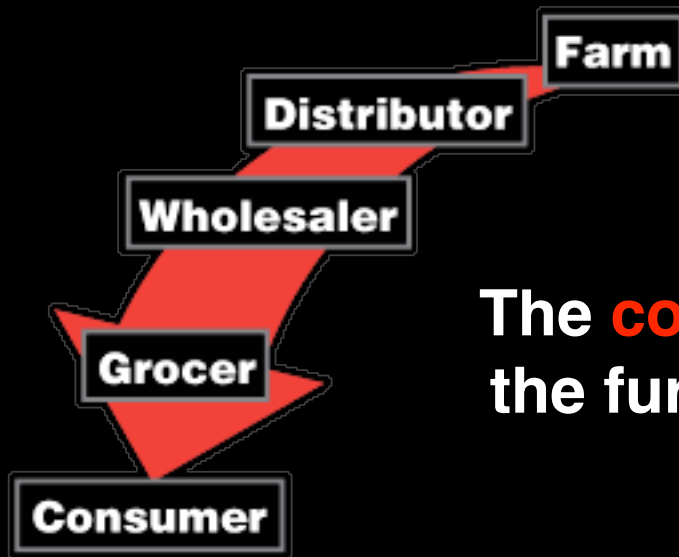 Farm
Distributor
Wholesaler
Grocer
Consumer
The
the